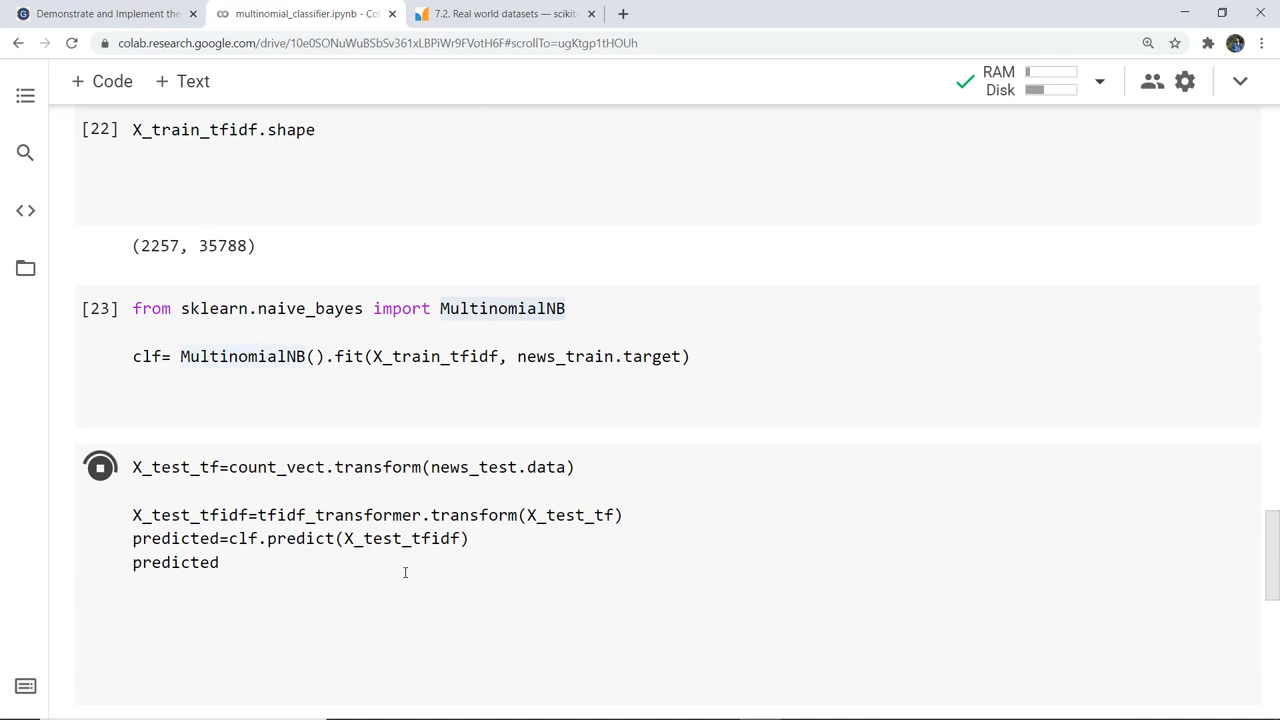 Demonstrate and Implement the
multinomial_classifier.ipynb - Co
7.2. Real world datasets — scikit-
colab.research.google.com/drive/10e0SONuWuBSbSv361xLBPiWr9FVotH6F#scrollTo=ugKtgp1tHOUh
+ Code + Text
RAM
Disk
[22] X_train_tfidf.shape
(2257, 35788)
[23] from sklearn.naive_bayes import MultinomialNB
clf= MultinomialNB().fit(X_train_tfidf, news_train.target)
X_test_tf=count_vect.transform(news_test.data)
X_test_tfidf=tfidf_transformer.transform(X_test_tf)
predicted=clf.predict(X_test_tfidf)
predicted